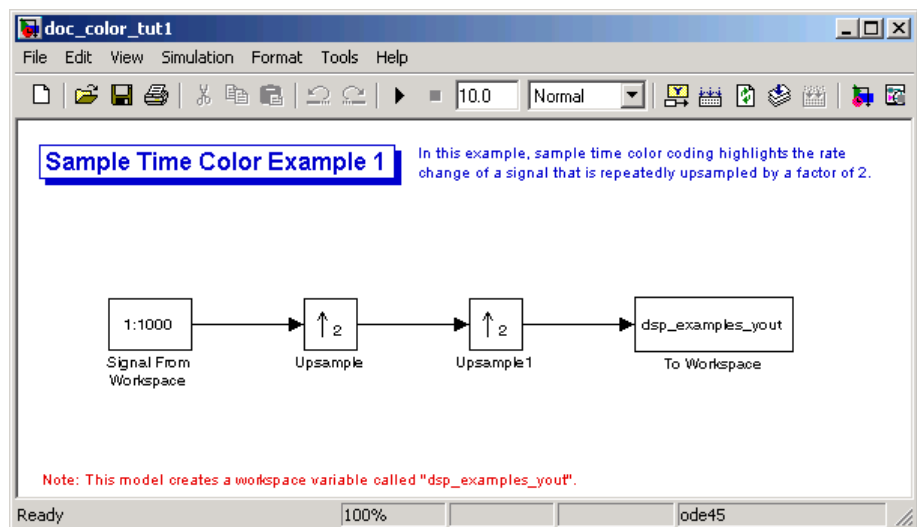 doc_color_tut1
File Edit View Simulation Format Tools Help
10.0 Normal
Sample Time Color Example 1
In this example, sample time color coding highlights the rate
change of a signal that is repeatedly upsampled by a factor of 2.
1:1000
2
2
dsp_examples_yout
Signal From
Workspace
Upsample
Upsample1
To Workspace
Note: This model creates a workspace variable called "dsp_examples_yout".
Ready 100% ode45